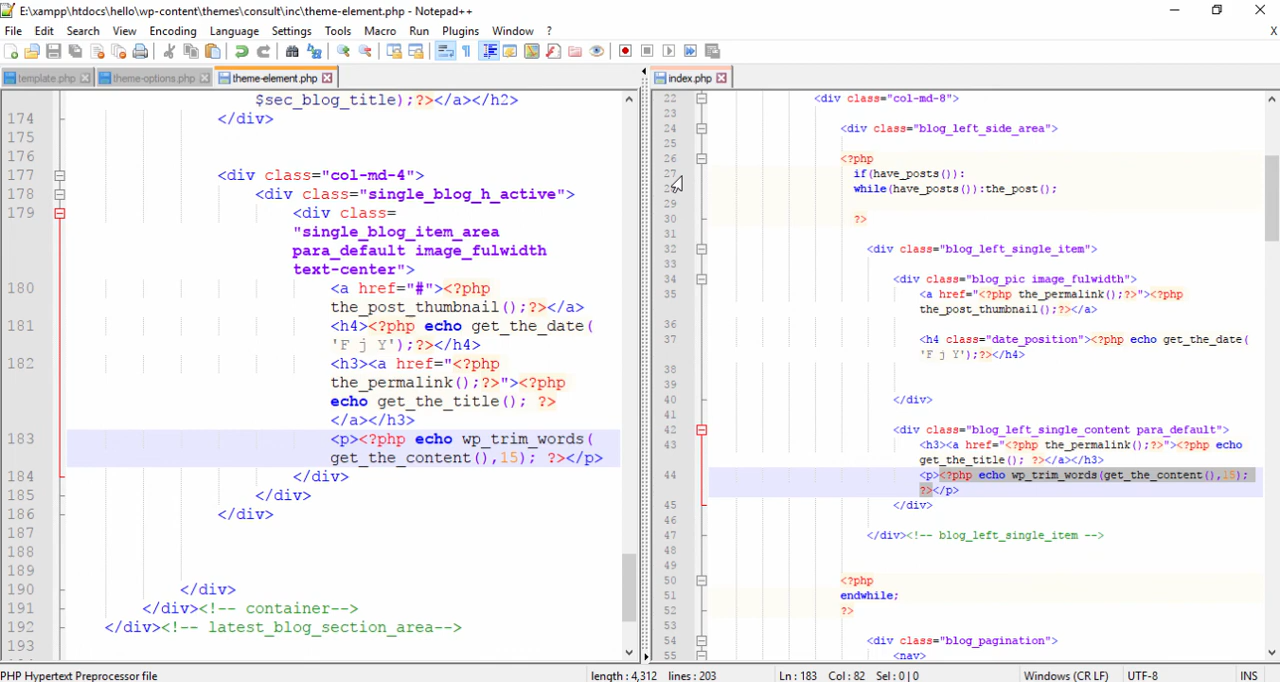 E:\xampp\htdocs\hello\wp-content\themes\consult\inc\theme-element.php - Notepad++
File Edit Search View Encoding Language Settings Tools Macro Run Plugins Window ? X
template.php theme-options.php theme-element.php
$sec_blog_title);?></a></h2>
174 </div>
175
176
177 <div class="col-md-4">
178 <div class="single_blog_h_active">
179 <div class=
"single_blog_item_area
para_default image_fulwidth
text-center">
180 <a href="#"><?php
the_post_thumbnail();?></a>
181 <h4><?php echo get_the_date(
'F j Y');?></h4>
182 <h3><a href="<?php
the_permalink();?>"><?php
echo get_the_title(); ?>
</a></h3>
183 <p><?php echo wp_trim_words(
get_the_content(),15); ?></p>
184 </div>
185 </div>
186 </div>
187
188
189
190 </div>
191 </div><!-- container-->
192 </div><!-- latest_blog_section_area-->
193
index.php
22 <div class="col-md-8">
23
24 <div class="blog_left_side_area">
25
26 <?php
27 if(have_posts()):
while(have_posts()):the_post();
29
30 ?>
31
32 <div class="blog_left_single_item">
33
34 <div class="blog_pic image_fulwidth">
35 <a href="<?php the_permalink();?>"><?php
the_post_thumbnail();?></a>
36
37 <h4 class="date_position"><?php echo get_the_date(
'F j Y');?></h4>
38
39
40 </div>
41
42 <div class="blog_left_single_content para_default">
43 <h3><a href="<?php the_permalink();?>"><?php echo
get_the_title(); ?></a></h3>
44 <p><?php echo wp_trim_words(get_the_content(),15);
?></p>
45 </div>
46
47 </div><!-- blog_left_single_item -->
48
49
50 <?php
51 endwhile;
52 ?>
53
54 <div class="blog_pagination">
55 <nav>
PHP Hypertext Preprocessor file length : 4,312 lines : 203 Ln : 183 Col : 82 Sel : 0 | 0 Windows (CR LF) UTF-8 INS